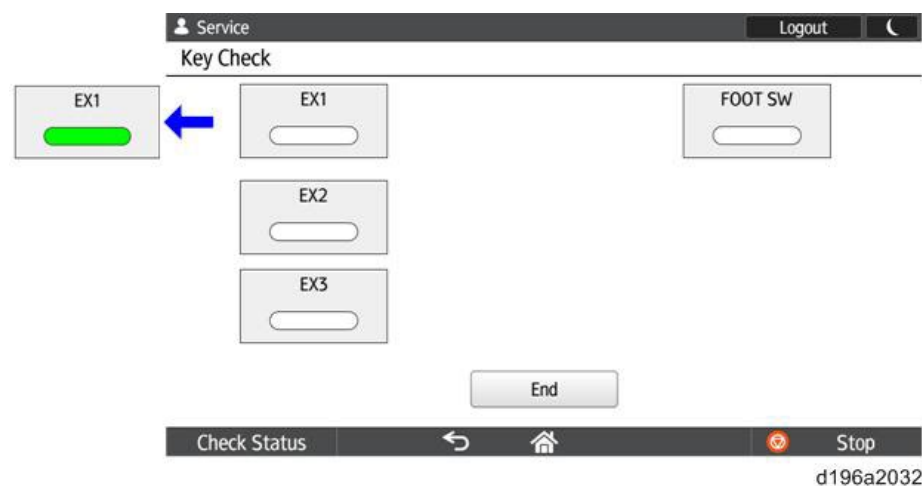 Service
Logout
Key Check
EX1
EX1
FOOT SW
EX2
EX3
End
Check Status
Stop
d196a2032